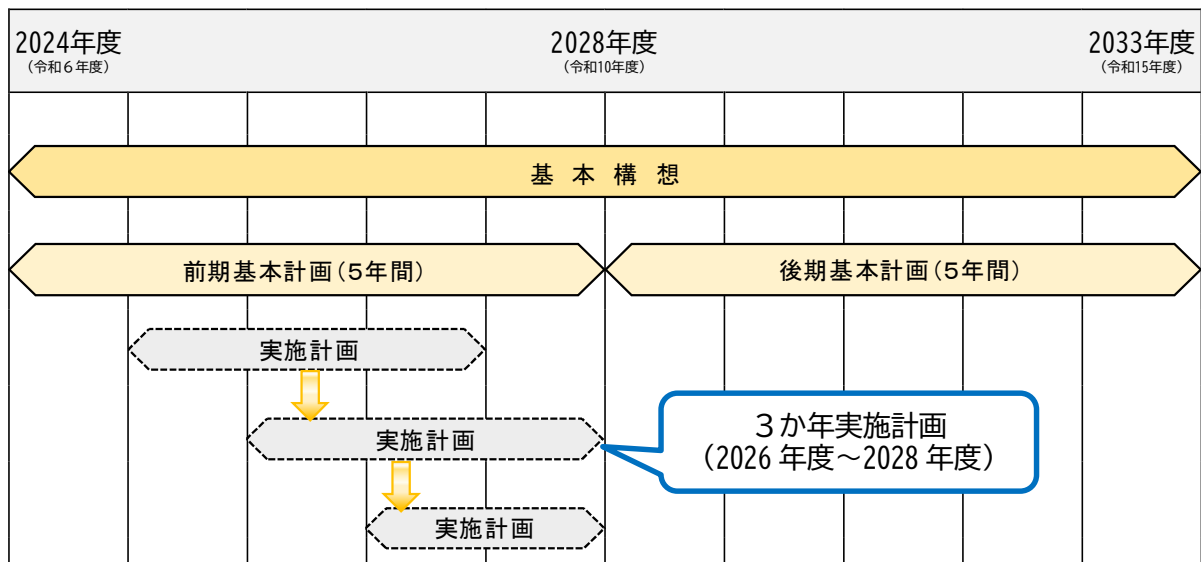 2024年度
(令和６年度)
2028年度
(令和10年度)
2033年度
(令和15年度)
基本構想
前期基本計画(５年間)
後期基本計画(５年間)
実施計画
実施計画
３か年実施計画
（2026 年度～2028 年度）
実施計画